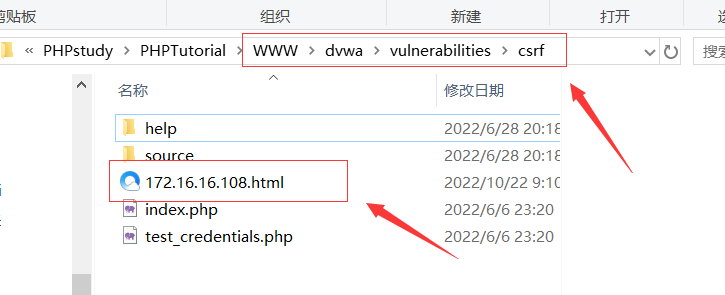 剪贴板 组织 新建 打开
« PHPstudy PHPTutorial WWW dvwa vulnerabilities csrf 搜索
名称 修改日期
help 2022/6/28 20:18
source 2022/6/28 20:18
172.16.16.108.html 2022/10/22 9:10
index.php 2022/6/6 23:20
test_credentials.php 2022/6/6 23:20